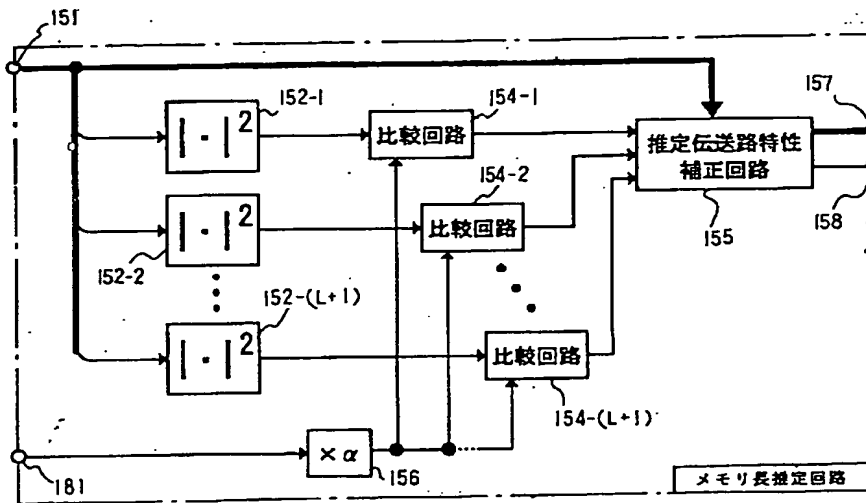 151
152-1
154-1
157
|・|2
比較回路
推定伝送路特性
補正回路
154-2
155
158
152-2
|・|2
比較回路
152-(L+1)
|・|2
比較回路
154-(L+1)
×α
156
181
メモリ長推定回路